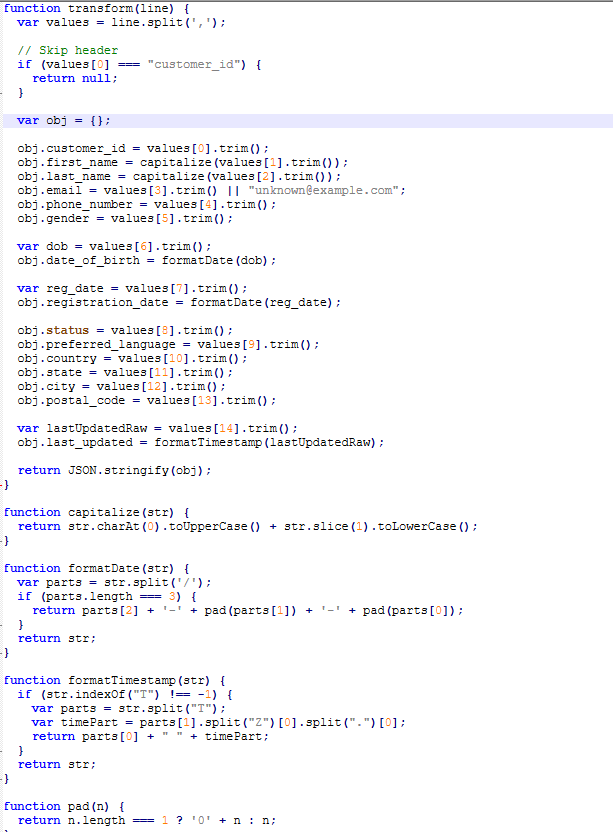 function transform(line) {
  var values = line.split(',');
  // Skip header
  if (values[0] === "customer_id") {
    return null;
  }
  var obj = {};
  obj.customer_id = values[0].trim();
  obj.first_name = capitalize(values[1].trim());
  obj.last_name = capitalize(values[2].trim());
  obj.email = values[3].trim() || "unknown@example.com";
  obj.phone_number = values[4].trim();
  obj.gender = values[5].trim();
  var dob = values[6].trim();
  obj.date_of_birth = formatDate(dob);
  var reg_date = values[7].trim();
  obj.registration_date = formatDate(reg_date);
  obj.status = values[8].trim();
  obj.preferred_language = values[9].trim();
  obj.country = values[10].trim();
  obj.state = values[11].trim();
  obj.city = values[12].trim();
  obj.postal_code = values[13].trim();
  var lastUpdatedRaw = values[14].trim();
  obj.last_updated = formatTimestamp(lastUpdatedRaw);
  return JSON.stringify(obj);
}
function capitalize(str) {
  return str.charAt(0).toUpperCase() + str.slice(1).toLowerCase();
}
function formatDate(str) {
  var parts = str.split('/');
  if (parts.length === 3) {
    return parts[2] + '-' + pad(parts[1]) + '-' + pad(parts[0]);
  }
  return str;
}
function formatTimestamp(str) {
  if (str.indexOf("T") !== -1) {
    var parts = str.split("T");
    var timePart = parts[1].split("Z")[0].split(".")[0];
    return parts[0] + " " + timePart;
  }
  return str;
}
function pad(n) {
  return n.length === 1 ? '0' + n : n;